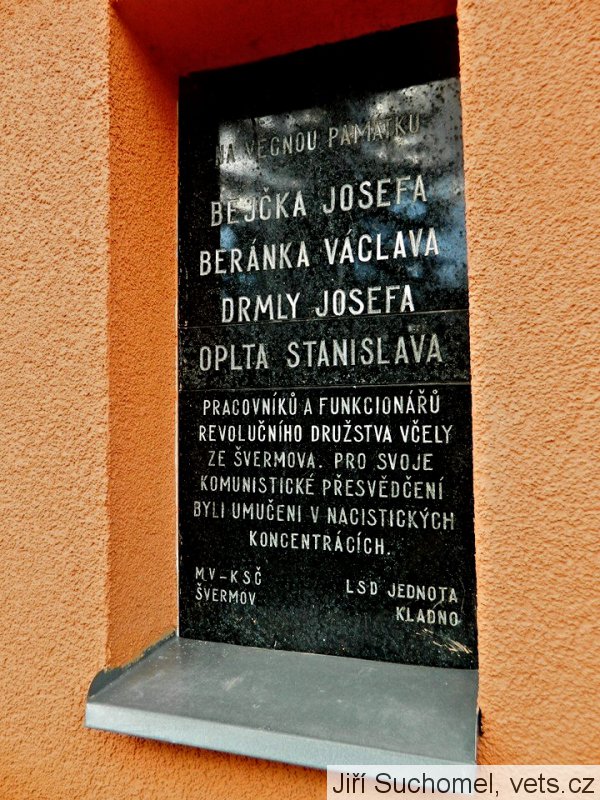 NA VĚČNOU PAMÁTKU
BEJČKA JOSEFA
BERÁNKA VÁCLAVA
DRMLY JOSEFA
OPLTA STANISLAVA
PRACOVNÍKŮ A FUNKCIONÁŘŮ
REVOLUČNÍHO DRUŽSTVA VČELY
ZE ŠVERMOVA. PRO SVOJE
KOMUNISTICKÉ PŘESVĚDČENÍ
BYLI UMUČENI V NACISTICKÝCH
KONCENTRÁCÍCH.
MV-KSČ
ŠVERMOV
LSD JEDNOTA
KLADNO
Jiří Suchomel, vets.cz